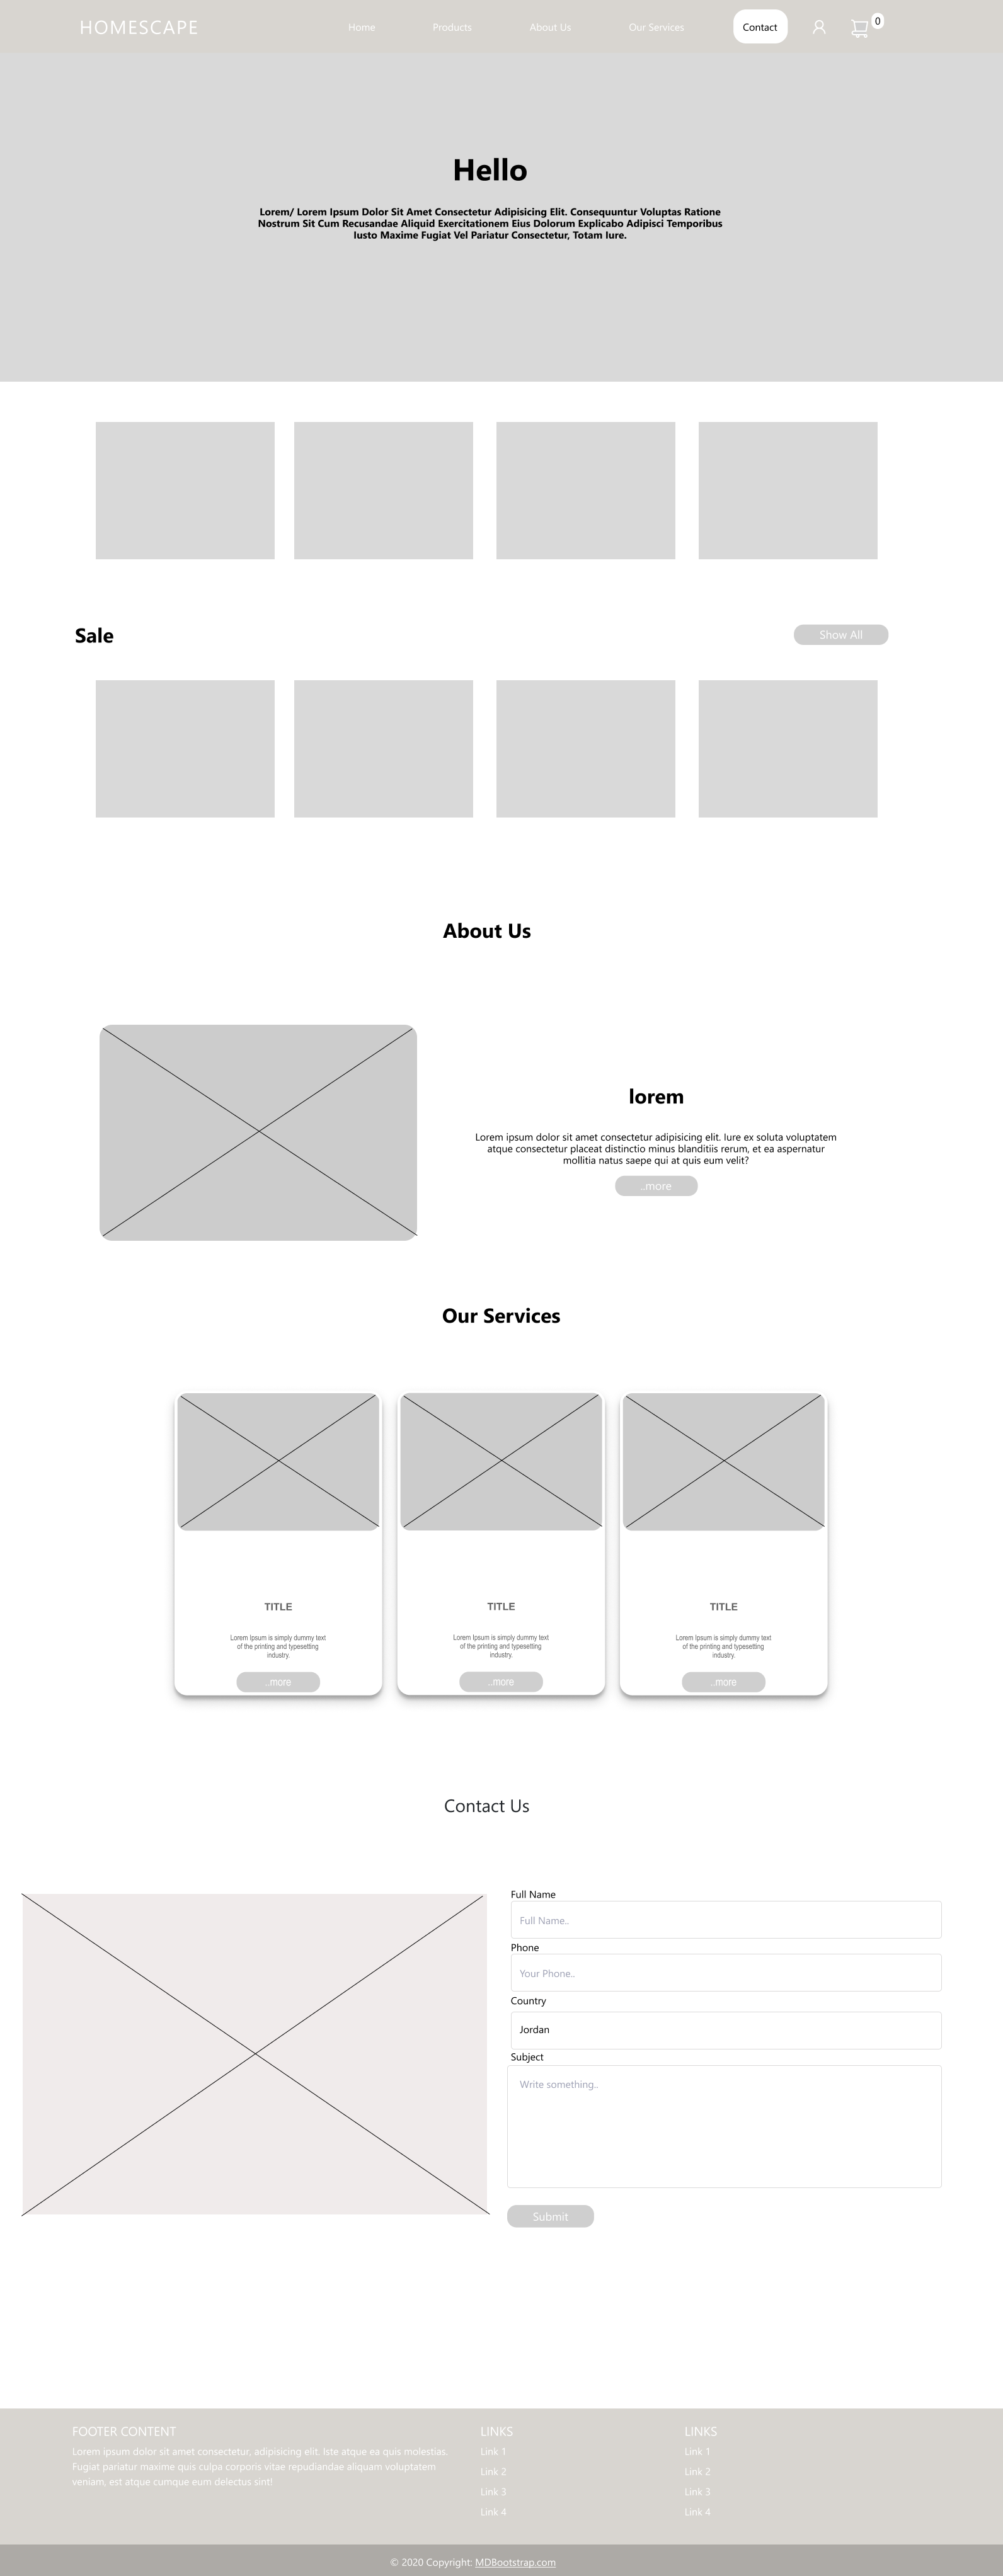 HOMESCAPE
Home
Products
About Us
Our Services
Contact
0
Hello
Lorem/ Lorem Ipsum Dolor Sit Amet Consectetur Adipisicing Elit. Consequuntur Voluptas Ratione
Nostrum Sit Cum Recusandae Aliquid Exercitationem Eius Dolorum Explicabo Adipisci Temporibus
Iusto Maxime Fugiat Vel Pariatur Consectetur, Totam Iure.
Sale
Show All
About Us
lorem
Lorem ipsum dolor sit amet consectetur adipisicing elit. Iure ex soluta voluptatem
atque consectetur placeat distinctio minus blanditiis rerum, et ea aspernatur
mollitia natus saepe qui at quis eum velit?
..more
Our Services
TITLE
Lorem Ipsum is simply dummy text
of the printing and typesetting
industry.
..more
TITLE
Lorem Ipsum is simply dummy text
of the printing and typesetting
industry.
..more
TITLE
Lorem Ipsum is simply dummy text
of the printing and typesetting
industry.
..more
Contact Us
Full Name
Full Name..
Phone
Your Phone..
Country
Jordan
Subject
Write something..
Submit
FOOTER CONTENT
Lorem ipsum dolor sit amet consectetur, adipisicing elit. Iste atque ea quis molestias.
Fugiat pariatur maxime quis culpa corporis vitae repudiandae aliquam voluptatem
veniam, est atque cumque eum delectus sint!
LINKS
Link 1
Link 2
Link 3
Link 4
LINKS
Link 1
Link 2
Link 3
Link 4
© 2020 Copyright: MDBootstrap.com